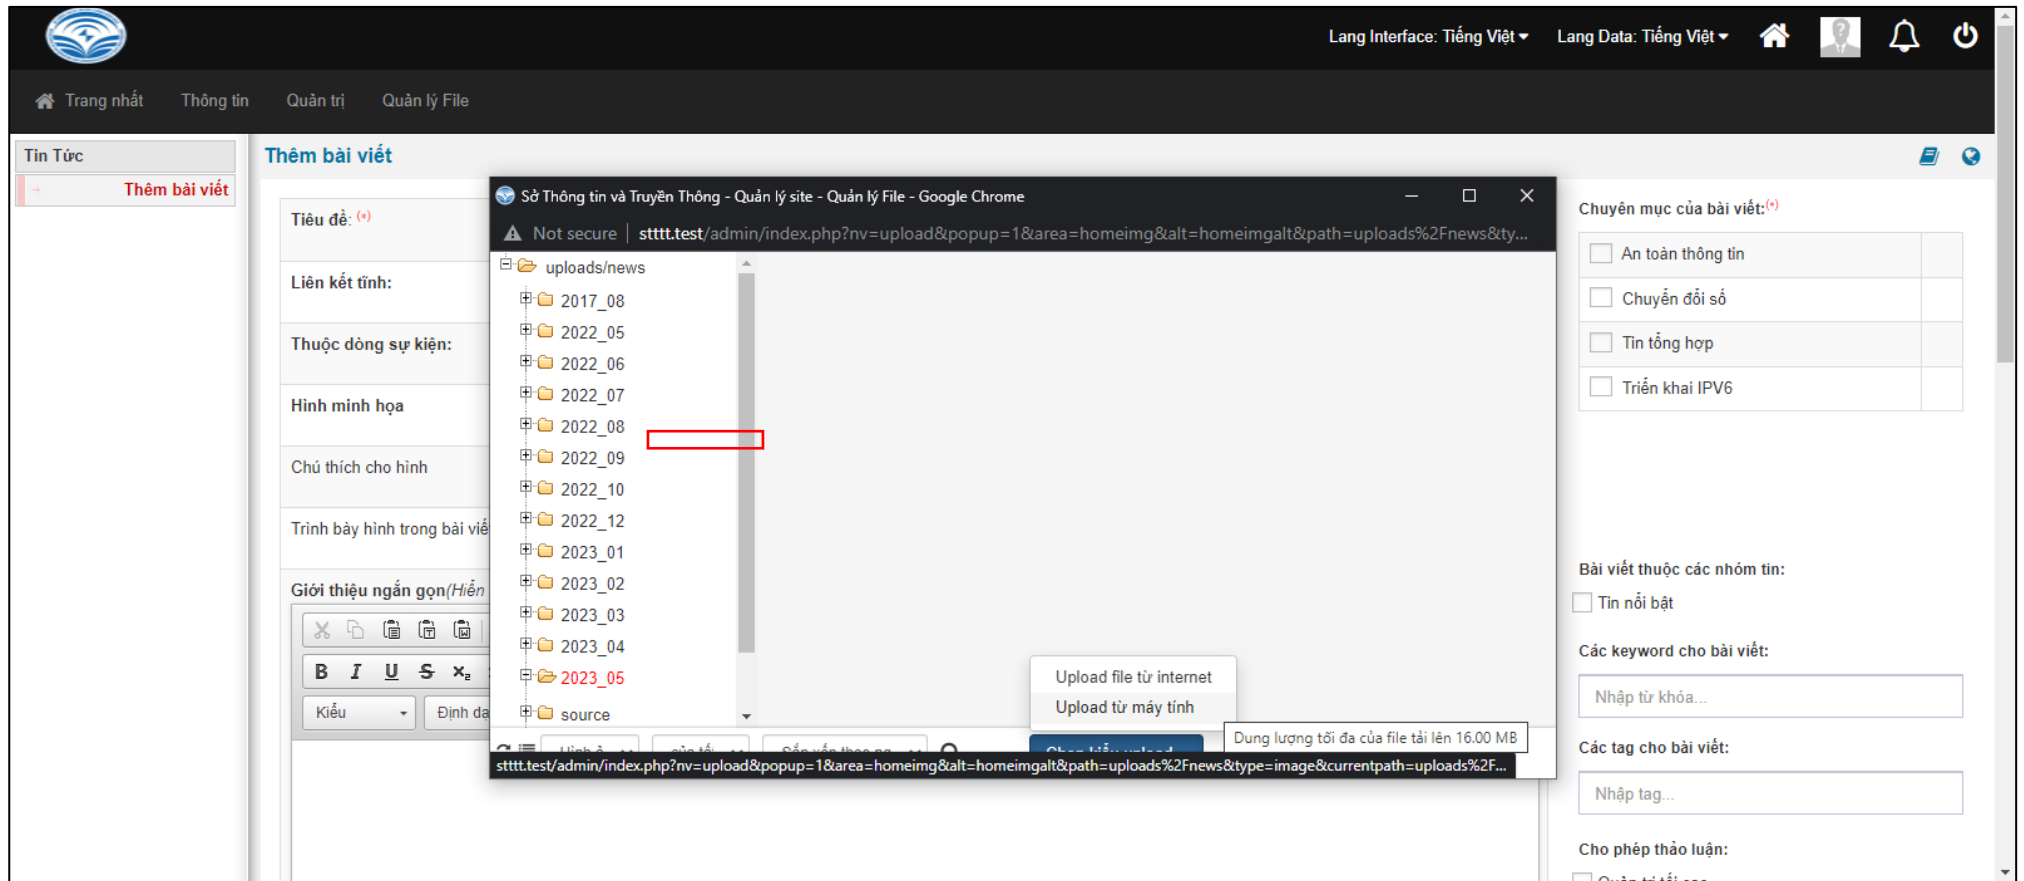 Lang Interface: Tiếng Việt
Lang Data: Tiếng Việt
Trang nhất
Thông tin
Quản trị
Quản lý File
Tin Tức
Thêm bài viết
Thêm bài viết
Tiêu đề: (*)
Liên kết tĩnh:
Thuộc dòng sự kiện:
Hình minh họa
Chú thích cho hình
Trình bày hình trong bài viế
Giới thiệu ngắn gọn(Hiển
Kiểu
Định dạ
Sở Thông tin và Truyền Thông - Quản lý site - Quản lý File - Google Chrome
Not secure | stttt.test/admin/index.php?nv=upload&popup=1&area=homeimg&alt=homeimgalt&path=uploads%2Fnews&ty...
uploads/news
2017_08
2022_05
2022_06
2022_07
2022_08
2022_09
2022_10
2022_12
2023_01
2023_02
2023_03
2023_04
2023_05
source
Upload file từ internet
Upload từ máy tính
Dung lượng tối đa của file tải lên 16.00 MB
Chọn kiểu upload
stttt.test/admin/index.php?nv=upload&popup=1&area=homeimg&alt=homeimgalt&path=uploads%2Fnews&type=image&currentpath=uploads%2F...
Chuyên mục của bài viết:(*)
An toàn thông tin
Chuyển đổi số
Tin tổng hợp
Triển khai IPV6
Bài viết thuộc các nhóm tin:
Tin nổi bật
Các keyword cho bài viết:
Nhập từ khóa...
Các tag cho bài viết:
Nhập tag...
Cho phép thảo luận: